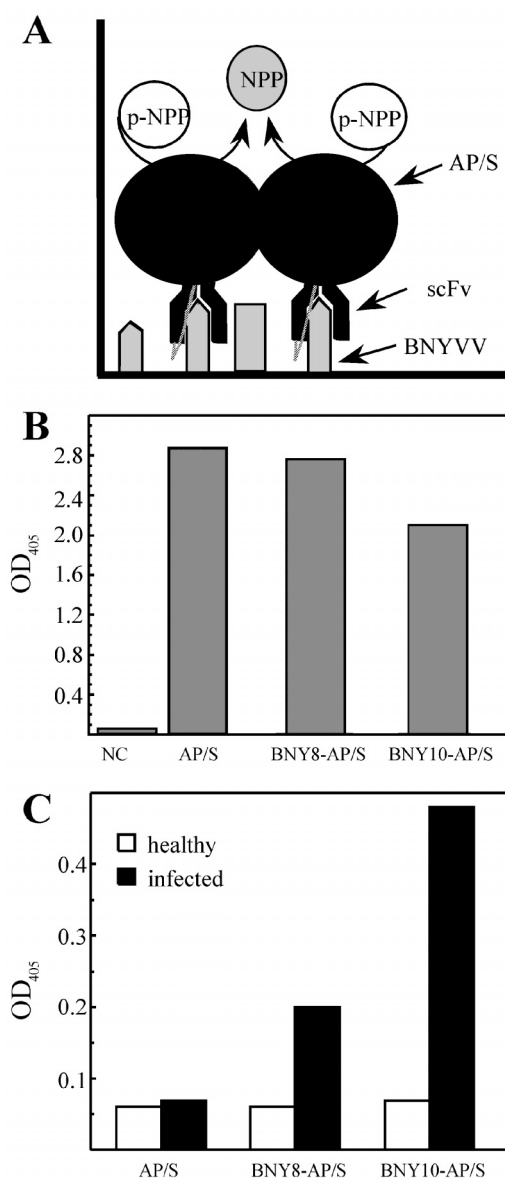 A
NPP
p-NPP
p-NPP
AP/S
scFv
BNYVV
B
2.8
2.4
2.0
1.6
1.2
0.8
0.4
OD405
NC AP/S BNY8-AP/S BNY10-AP/S
C
healthy
infected
0.4
0.3
0.2
0.1
OD405
AP/S BNY8-AP/S BNY10-AP/S